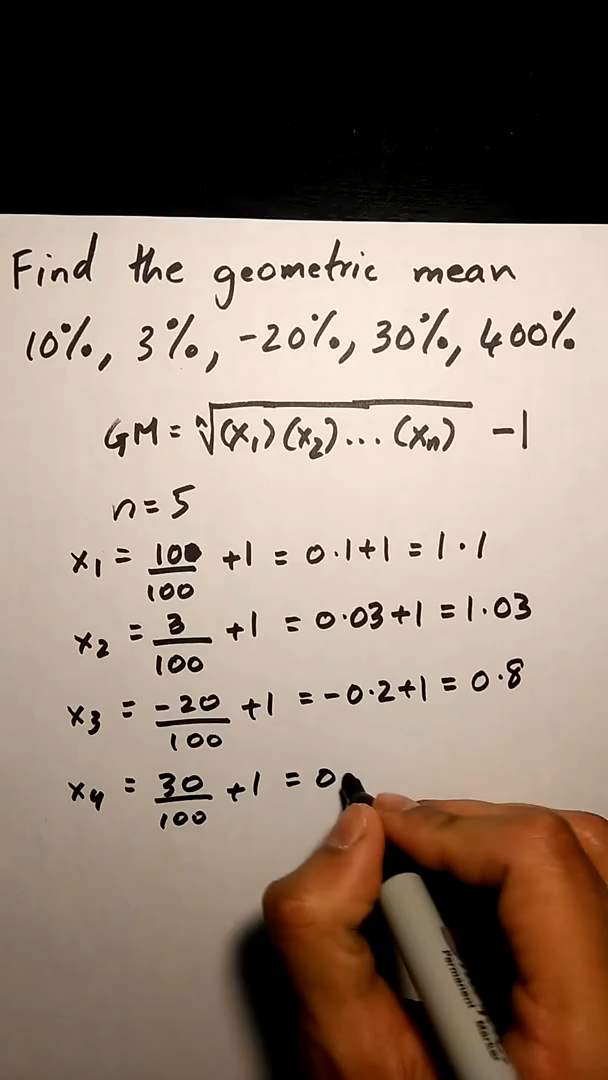 Find the geometric mean
10%, 3%, -20%, 30%, 400%
GM = ⁿ√(x₁)(x₂)...(xₙ) -1
n = 5
x₁ = 10/100 +1 = 0.1+1 = 1.1
x₂ = 3/100 +1 = 0.03+1 = 1.03
x₃ = -20/100 +1 = -0.2+1 = 0.8
x₄ = 30/100 +1 = 0
Permanent Marker